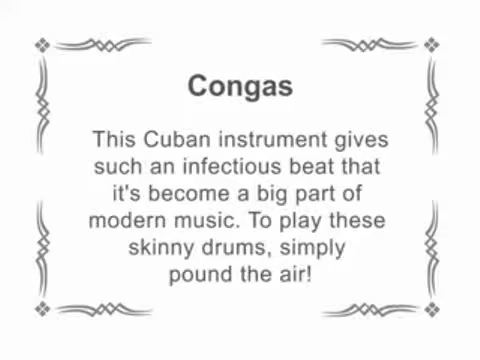 Congas
This Cuban instrument gives
such an infectious beat that
it's become a big part of
modern music. To play these
skinny drums, simply
pound the air!